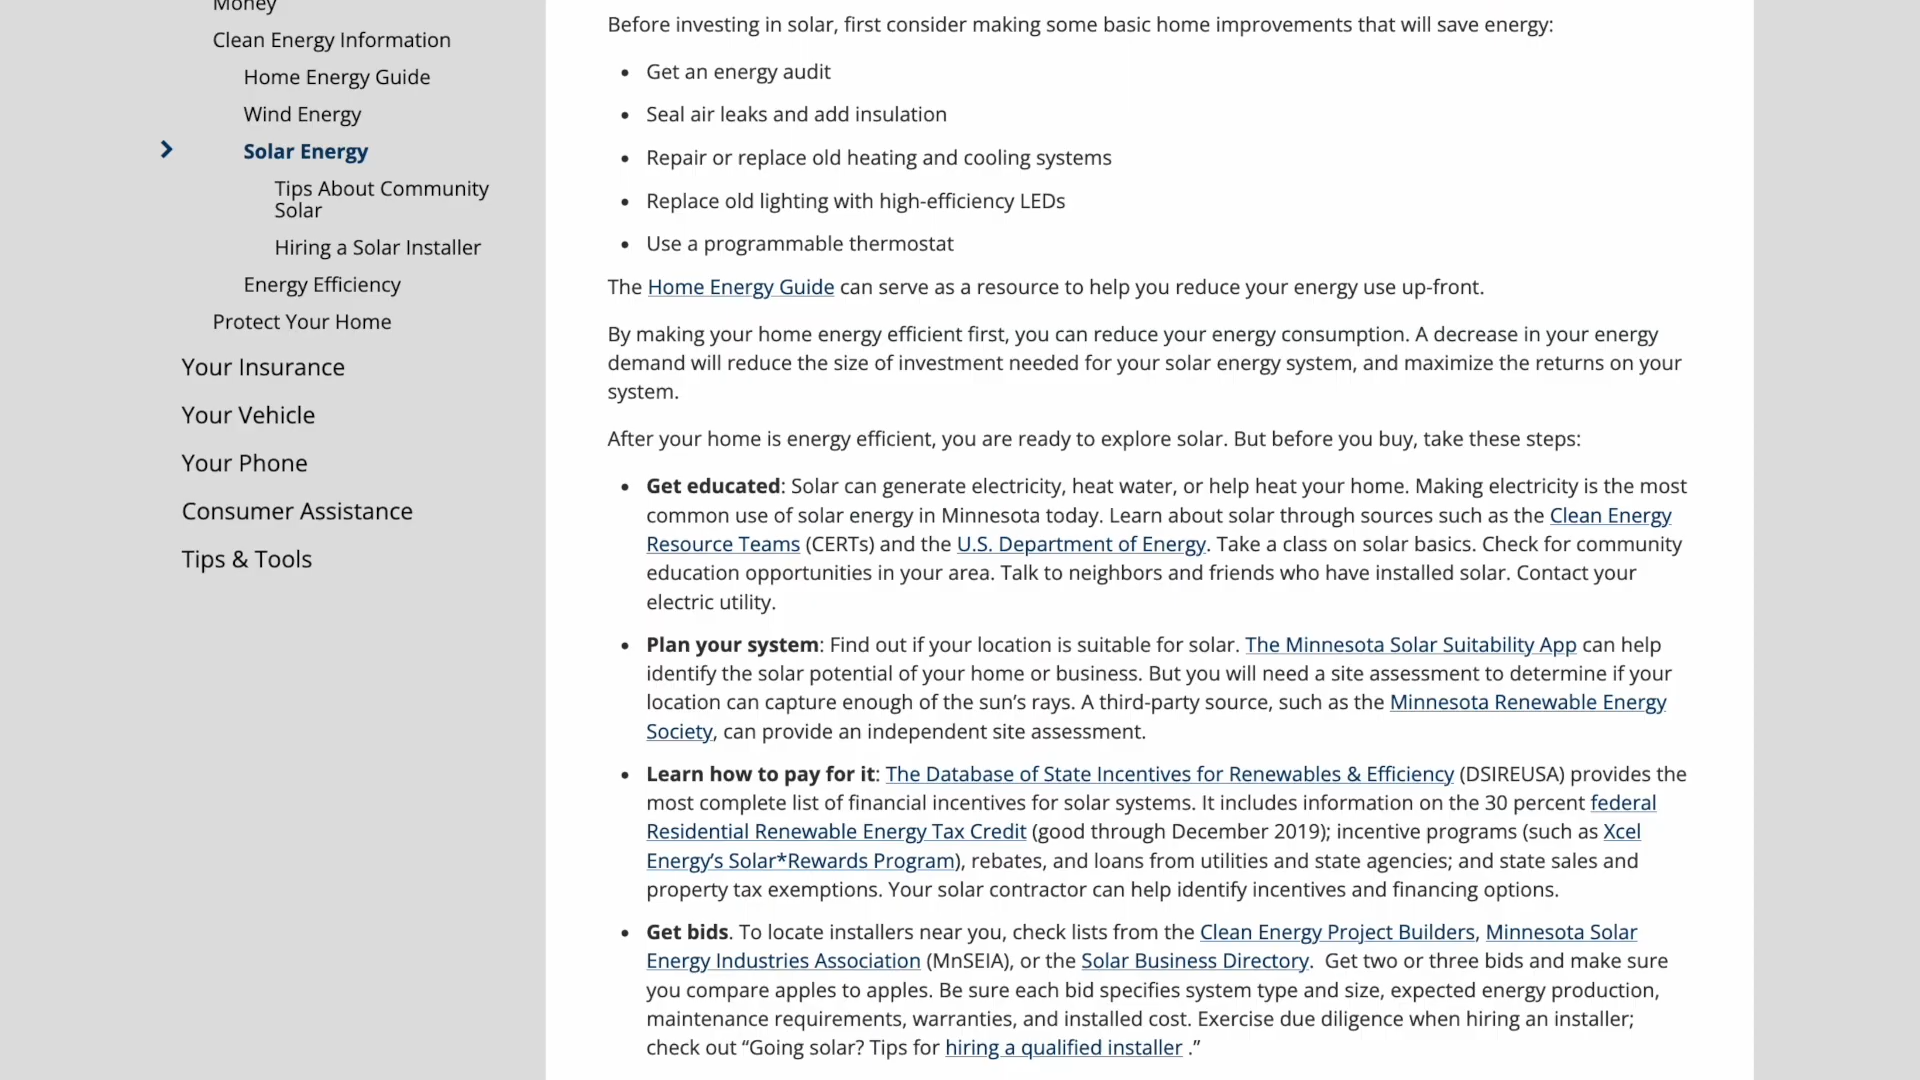 Money
Clean Energy Information
Home Energy Guide
Wind Energy
Solar Energy
Tips About Community
Solar
Hiring a Solar Installer
Energy Efficiency
Protect Your Home
Your Insurance
Your Vehicle
Your Phone
Consumer Assistance
Tips & Tools
Before investing in solar, first consider making some basic home improvements that will save energy:
• Get an energy audit
• Seal air leaks and add insulation
• Repair or replace old heating and cooling systems
• Replace old lighting with high-efficiency LEDs
• Use a programmable thermostat
The Home Energy Guide can serve as a resource to help you reduce your energy use up-front.
By making your home energy efficient first, you can reduce your energy consumption. A decrease in your energy
demand will reduce the size of investment needed for your solar energy system, and maximize the returns on your
system.
After your home is energy efficient, you are ready to explore solar. But before you buy, take these steps:
• Get educated: Solar can generate electricity, heat water, or help heat your home. Making electricity is the most
common use of solar energy in Minnesota today. Learn about solar through sources such as the Clean Energy
Resource Teams (CERTs) and the U.S. Department of Energy. Take a class on solar basics. Check for community
education opportunities in your area. Talk to neighbors and friends who have installed solar. Contact your
electric utility.
• Plan your system: Find out if your location is suitable for solar. The Minnesota Solar Suitability App can help
identify the solar potential of your home or business. But you will need a site assessment to determine if your
location can capture enough of the sun’s rays. A third-party source, such as the Minnesota Renewable Energy
Society, can provide an independent site assessment.
• Learn how to pay for it: The Database of State Incentives for Renewables & Efficiency (DSIREUSA) provides the
most complete list of financial incentives for solar systems. It includes information on the 30 percent federal
Residential Renewable Energy Tax Credit (good through December 2019); incentive programs (such as Xcel
Energy’s Solar*Rewards Program), rebates, and loans from utilities and state agencies; and state sales and
property tax exemptions. Your solar contractor can help identify incentives and financing options.
• Get bids. To locate installers near you, check lists from the Clean Energy Project Builders, Minnesota Solar
Energy Industries Association (MnSEIA), or the Solar Business Directory.  Get two or three bids and make sure
you compare apples to apples. Be sure each bid specifies system type and size, expected energy production,
maintenance requirements, warranties, and installed cost. Exercise due diligence when hiring an installer;
check out “Going solar? Tips for hiring a qualified installer .”